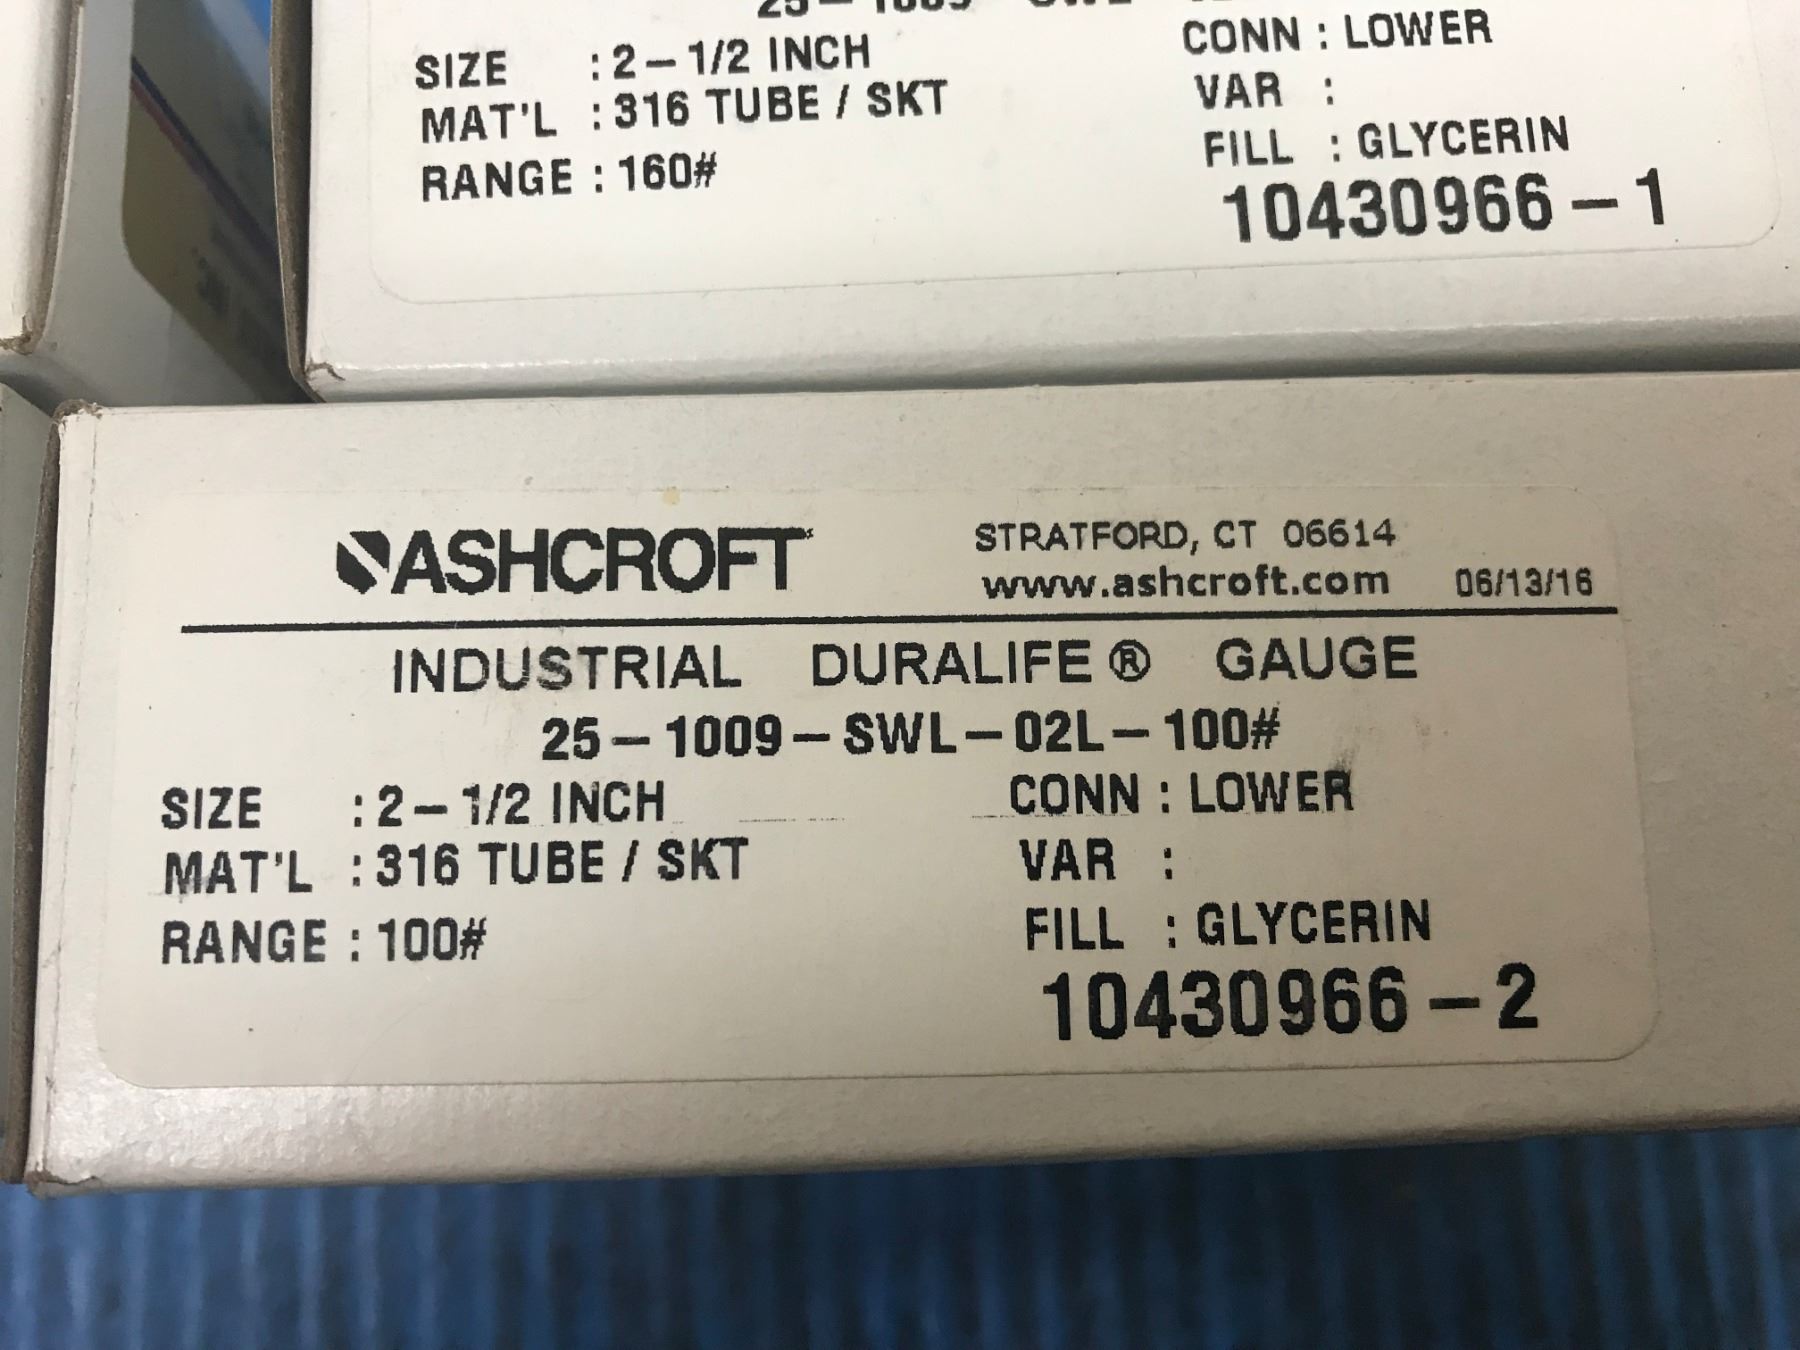 SIZE : 2-1/2 INCH CONN : LOWER
MAT'L : 316 TUBE / SKT VAR :
RANGE : 160# FILL : GLYCERIN
10430966-1
ASHCROFT STRATFORD, CT 06614
www.ashcroft.com 06/13/16
INDUSTRIAL DURALIFE® GAUGE
25-1009-SWL-02L-100#
SIZE : 2-1/2 INCH CONN : LOWER
MAT'L : 316 TUBE / SKT VAR :
RANGE : 100# FILL : GLYCERIN
10430966-2